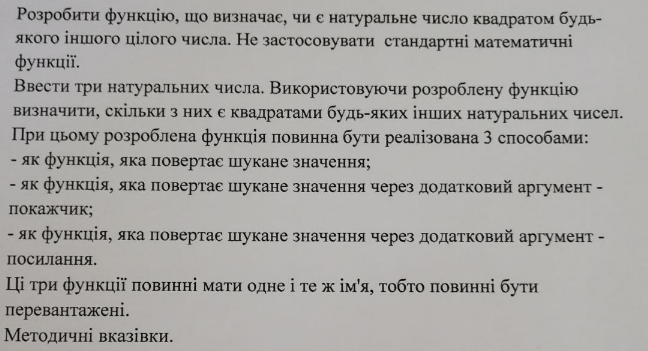 Розробити функцію, що визначає, чи є натуральне число квадратом будь-
якого іншого цілого числа. Не застосовувати стандартні математичні
функції.
Ввести три натуральних числа. Використовуючи розроблену функцію
визначити, скільки з них є квадратами будь-яких інших натуральних чисел.
При цьому розроблена функція повинна бути реалізована 3 способами:
- як функція, яка повертає шукане значення;
- як функція, яка повертає шукане значення через додатковий аргумент -
покажчик;
- як функція, яка повертає шукане значення через додатковий аргумент -
посилання.
Ці три функції повинні мати одне і те ж ім'я, тобто повинні бути
перевантажені.
Методичні вказівки.